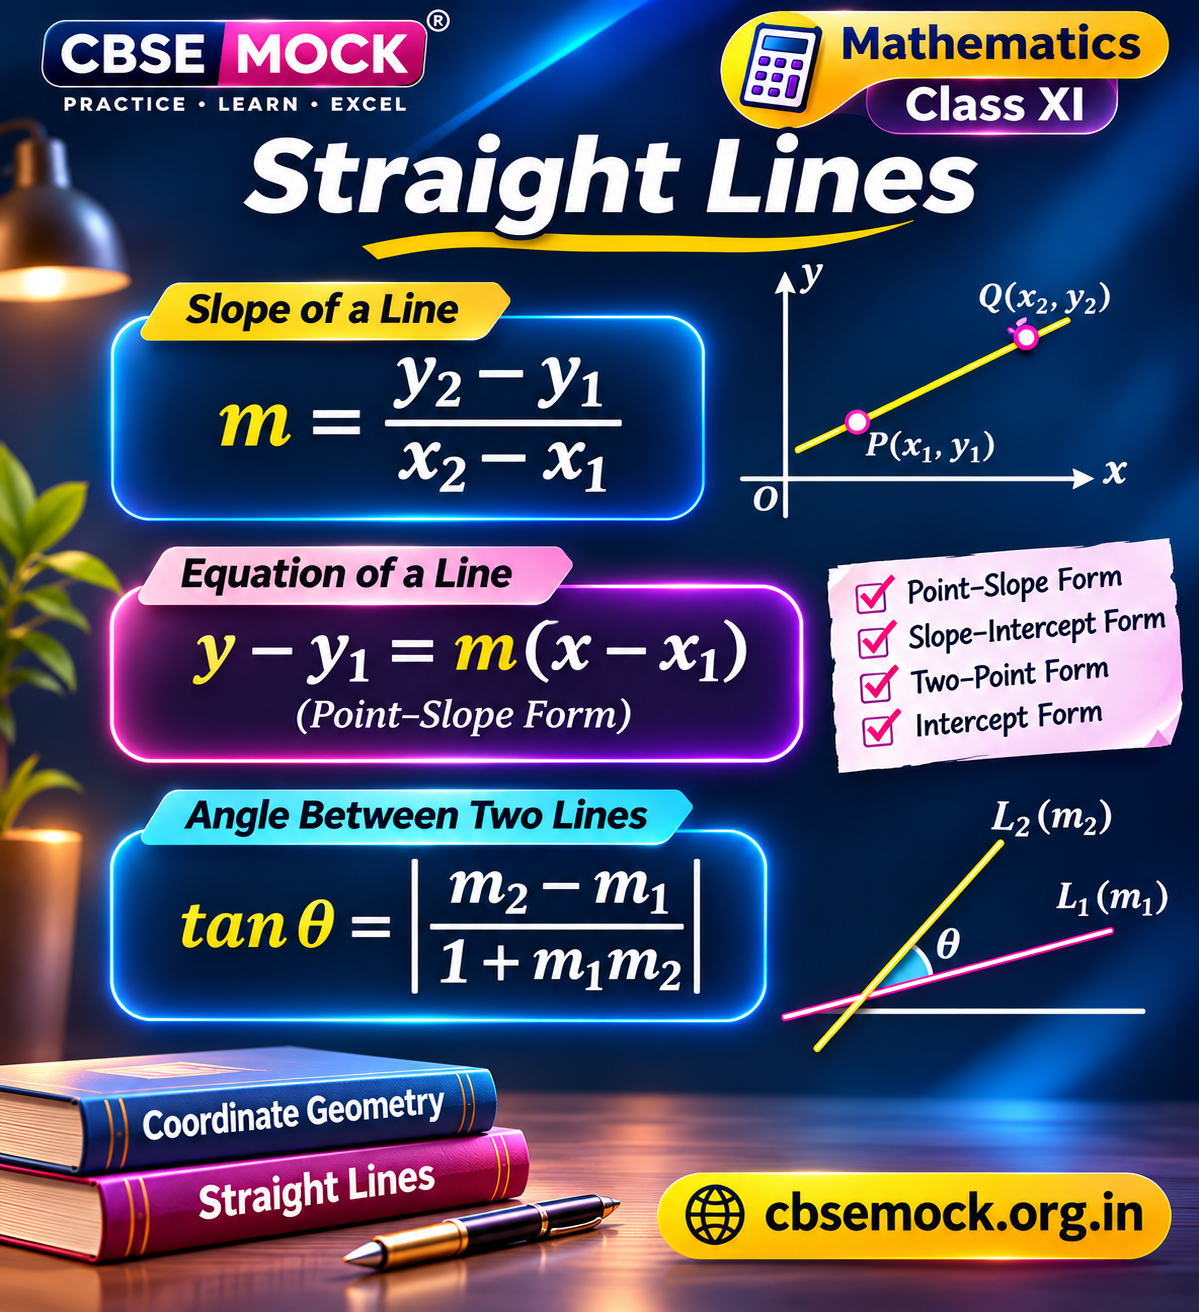 CBSE MOCK ®
PRACTICE • LEARN • EXCEL
Mathematics
Class XI
Straight Lines
Slope of a Line
m = (y₂ − y₁) / (x₂ − x₁)
y
Q(x₂, y₂)
P(x₁, y₁)
x
O
Equation of a Line
y − y₁ = m(x − x₁)
(Point–Slope Form)
Point–Slope Form
Slope–Intercept Form
Two–Point Form
Intercept Form
Angle Between Two Lines
tan θ = | (m₂ − m₁) / (1 + m₁m₂) |
L₂ (m₂)
L₁ (m₁)
θ
Coordinate Geometry
Straight Lines
cbsemock.org.in